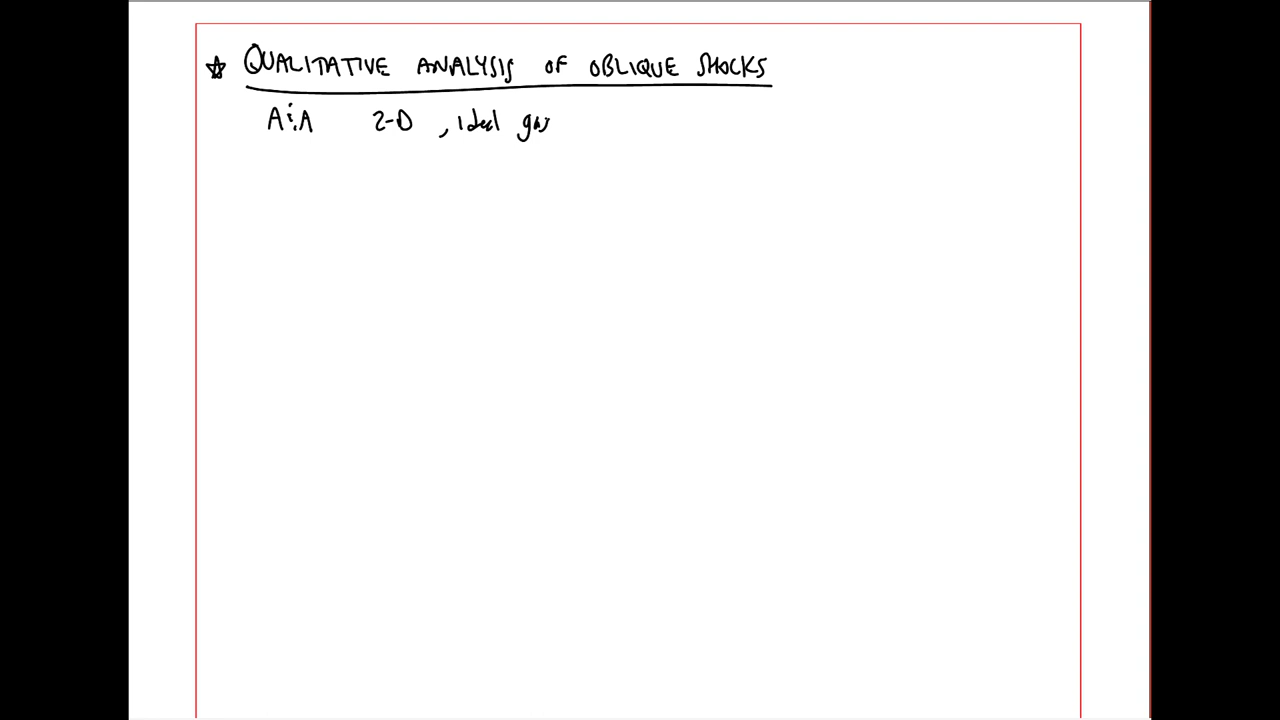 ☆ QUALITATIVE ANALYSIS OF OBLIQUE SHOCKS
A:A 2-D , ideal gas